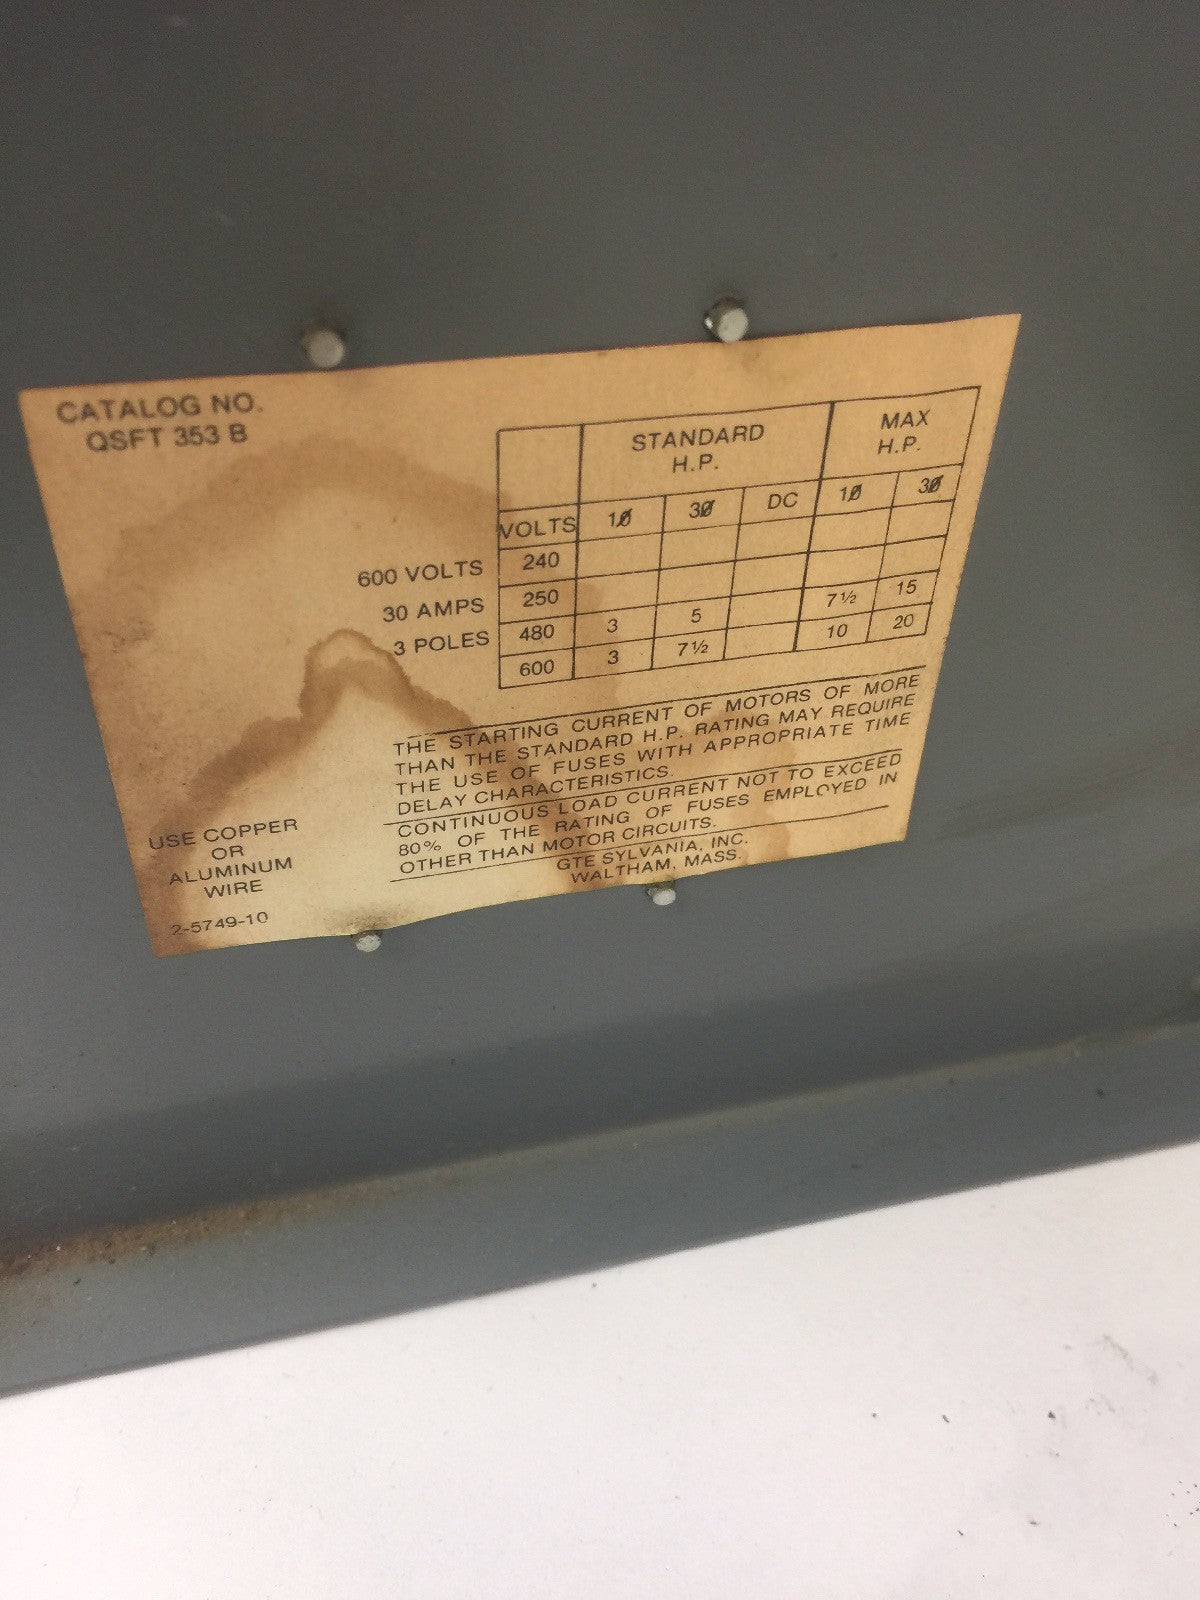 CATALOG NO.
QSFT 353 B
600 VOLTS
30 AMPS
3 POLES
STANDARD H.P. MAX H.P.
VOLTS 1Ø 3Ø DC 1Ø 3Ø
240
250
480 3 5 7½ 15
600 3 7½ 10 20
THE STARTING CURRENT OF MOTORS OF MORE
THAN THE STANDARD H.P. RATING MAY REQUIRE
THE USE OF FUSES WITH APPROPRIATE TIME
DELAY CHARACTERISTICS.
CONTINUOUS LOAD CURRENT NOT TO EXCEED
80% OF THE RATING OF FUSES EMPLOYED IN
OTHER THAN MOTOR CIRCUITS.
GTE SYLVANIA, INC.
WALTHAM, MASS.
USE COPPER
OR
ALUMINUM
WIRE
2-5749-10